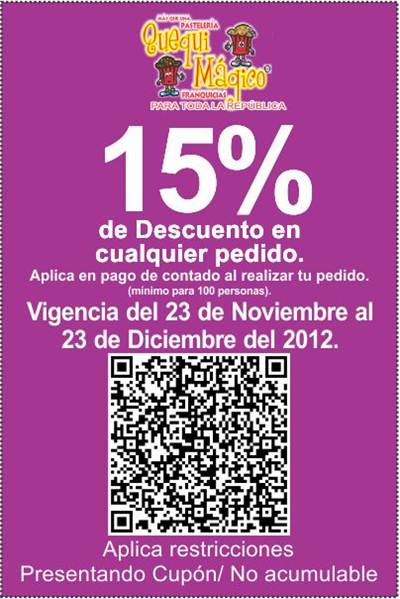 MÁS QUE UNA
PASTELERÍA
Quequi
Mágico
FRANQUICIAS
PARA TODA LA REPÚBLICA
15%
de Descuento en
cualquier pedido.
Aplica en pago de contado al realizar tu pedido.
(mínimo para 100 personas).
Vigencia del 23 de Noviembre al
23 de Diciembre del 2012.
Aplica restricciones
Presentando Cupón/ No acumulable